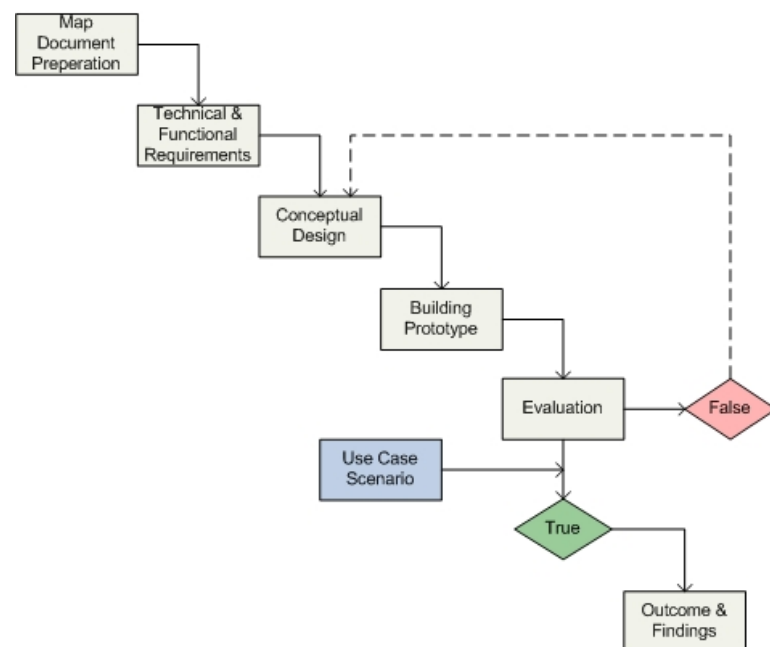 Map
Document
Preperation
Technical &
Functional
Requirements
Conceptual
Design
Building
Prototype
Evaluation
False
Use Case
Scenario
True
Outcome &
Findings